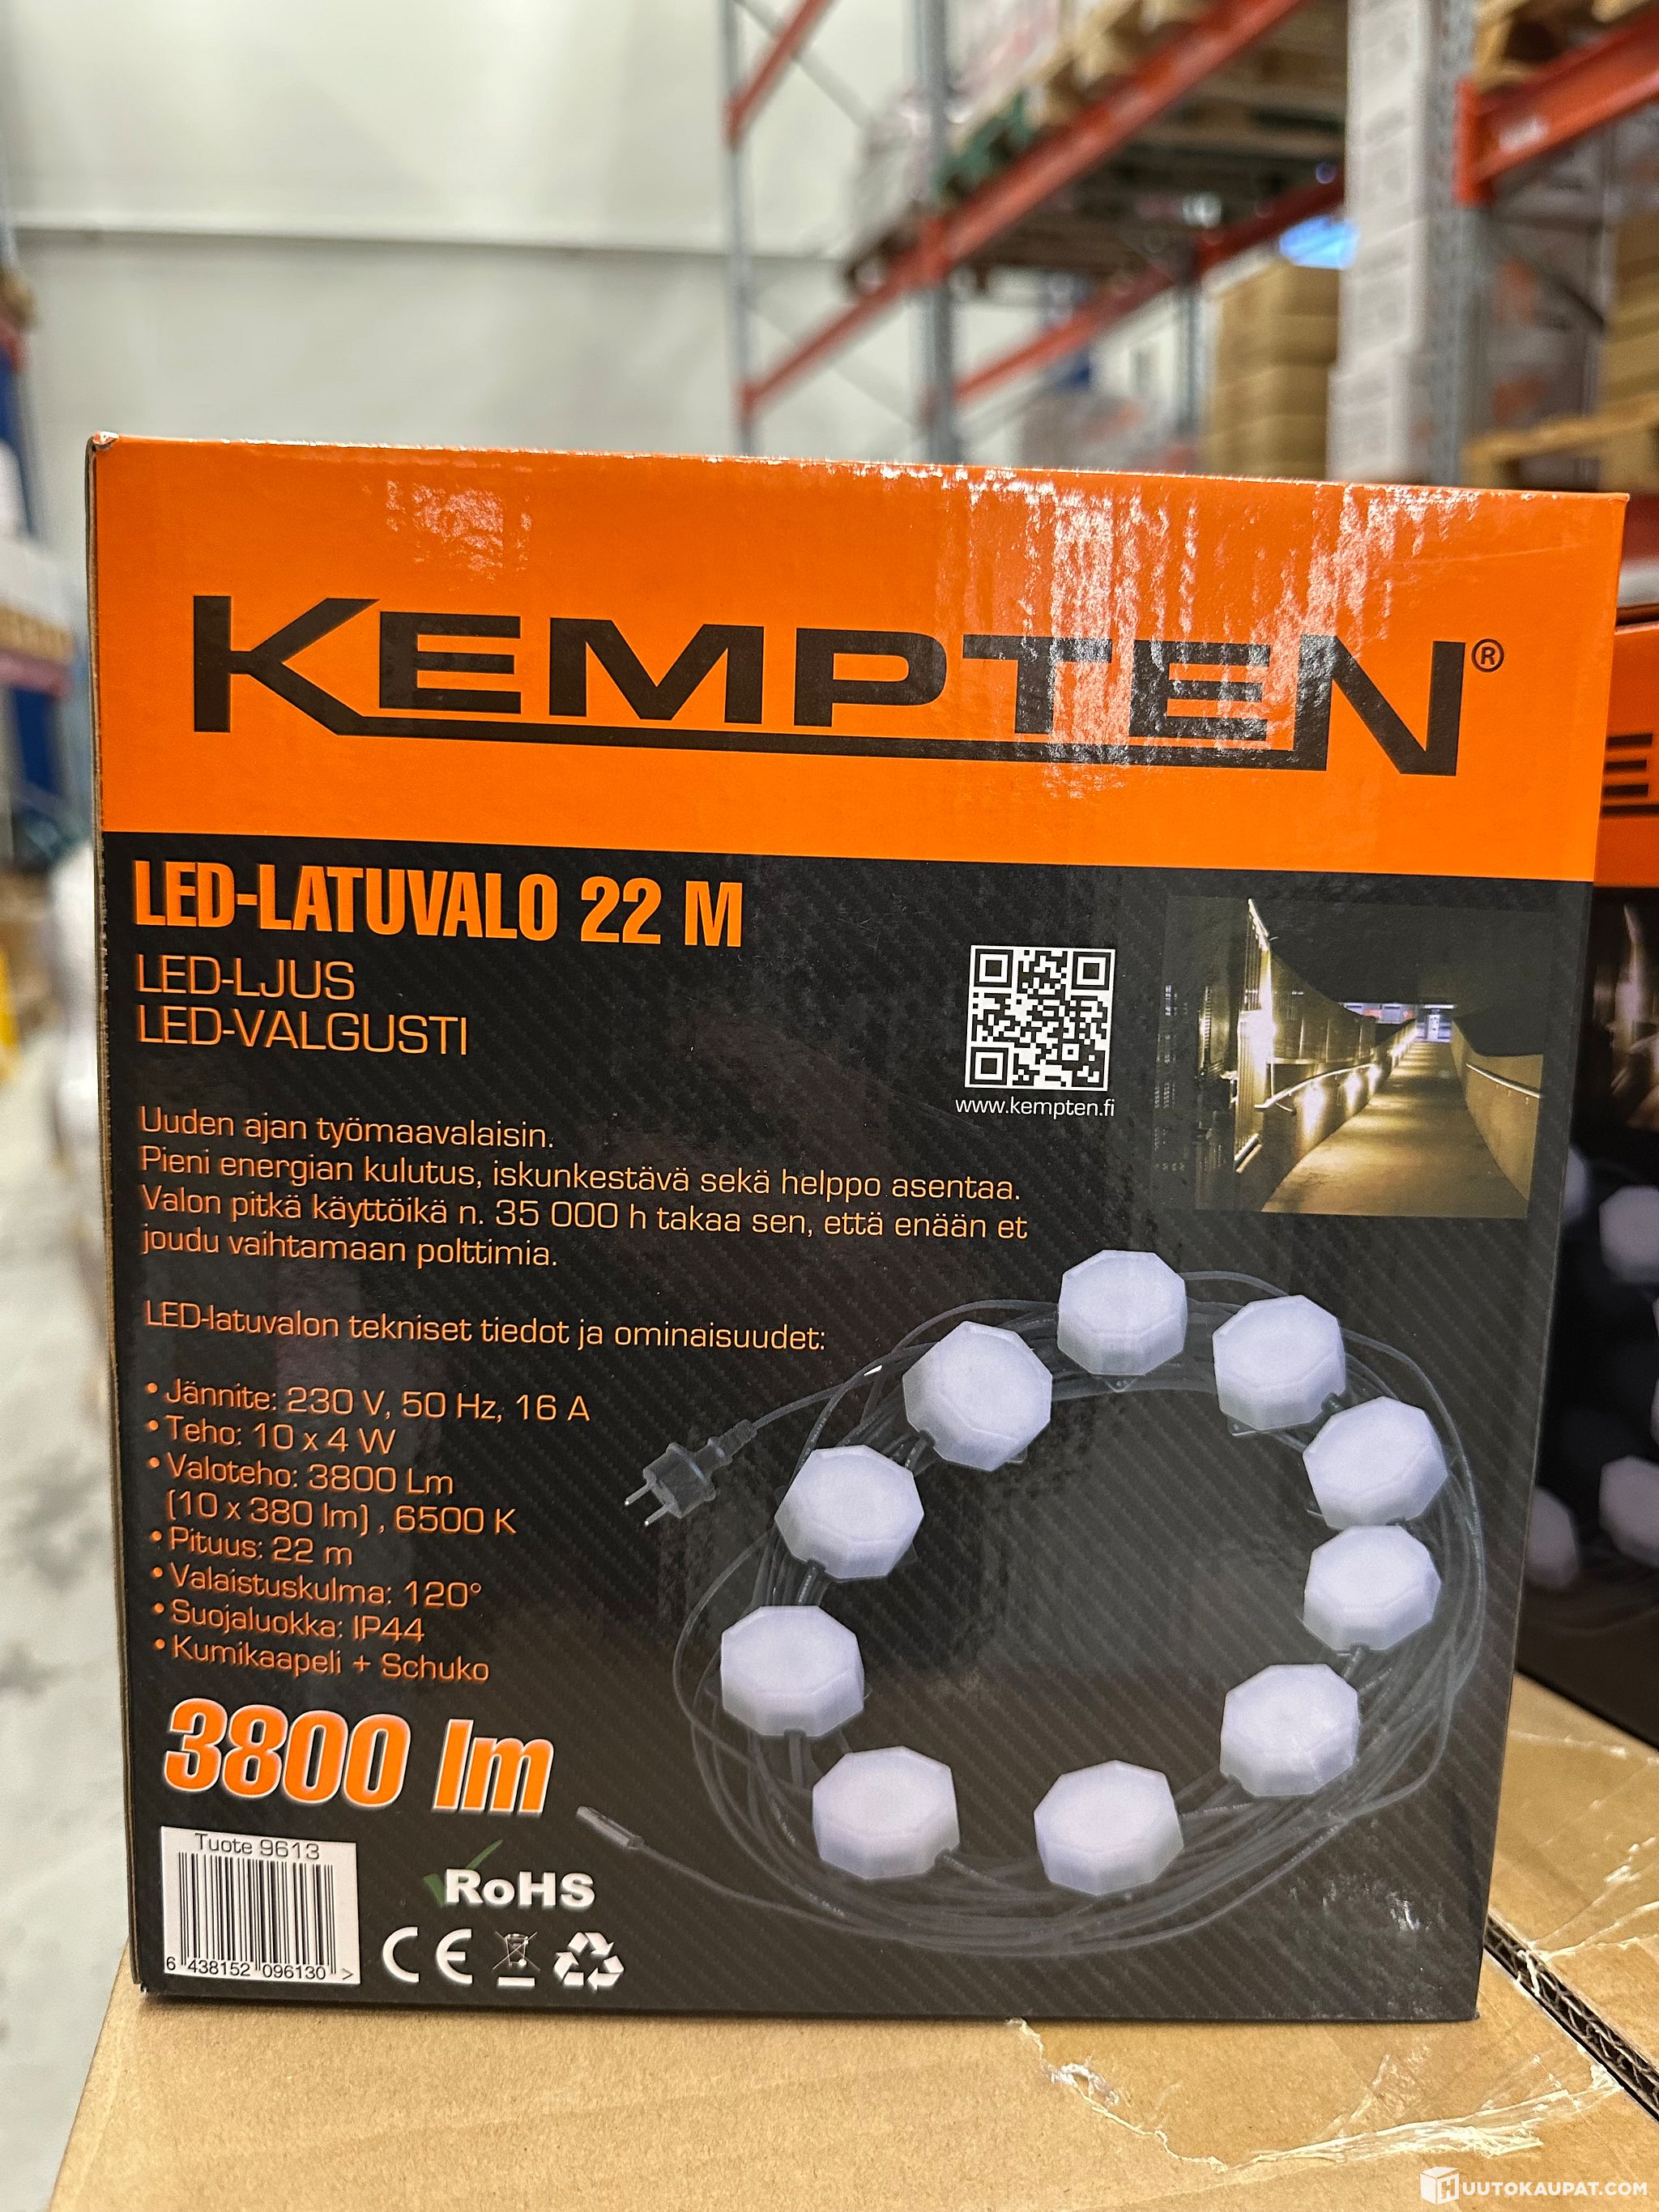 KEMPTEN®
LED-LATUVALO 22 M
LED-LJUS
LED-VALGUSTI
www.kempten.fi
Uuden ajan työmaavalaisin.
Pieni energian kulutus, iskunkestävä sekä helppo asentaa.
Valon pitkä käyttöikä n. 35 000 h takaa sen, että enään et
joudu vaihtamaan polttimia.
LED-latuvalon tekniset tiedot ja ominaisuudet:
• Jännite: 230 V, 50 Hz, 16 A
• Teho: 10 x 4 W
• Valoteho: 3800 Lm
(10 x 380 lm) , 6500 K
• Pituus: 22 m
• Valaistuskulma: 120°
• Suojaluokka: IP44
• Kumikaapeli + Schuko
3800 lm
Tuote 9613
6 438152 096130 >
RoHS
CE
HUUTOKAUPAT.COM